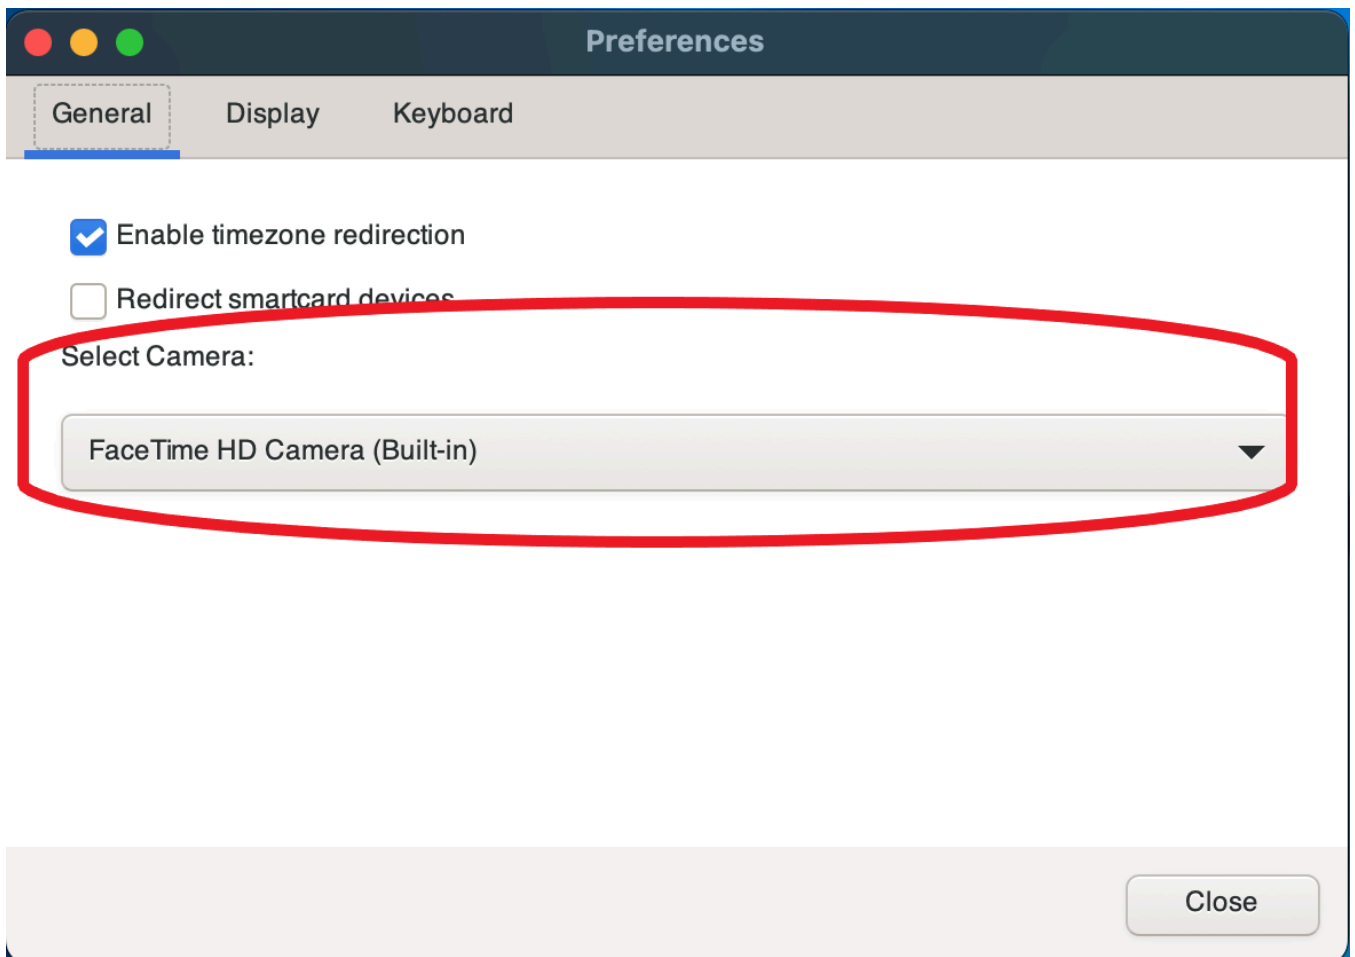 Preferences
General Display Keyboard
Enable timezone redirection
Redirect smartcard devices
Select Camera:
FaceTime HD Camera (Built-in)
Close